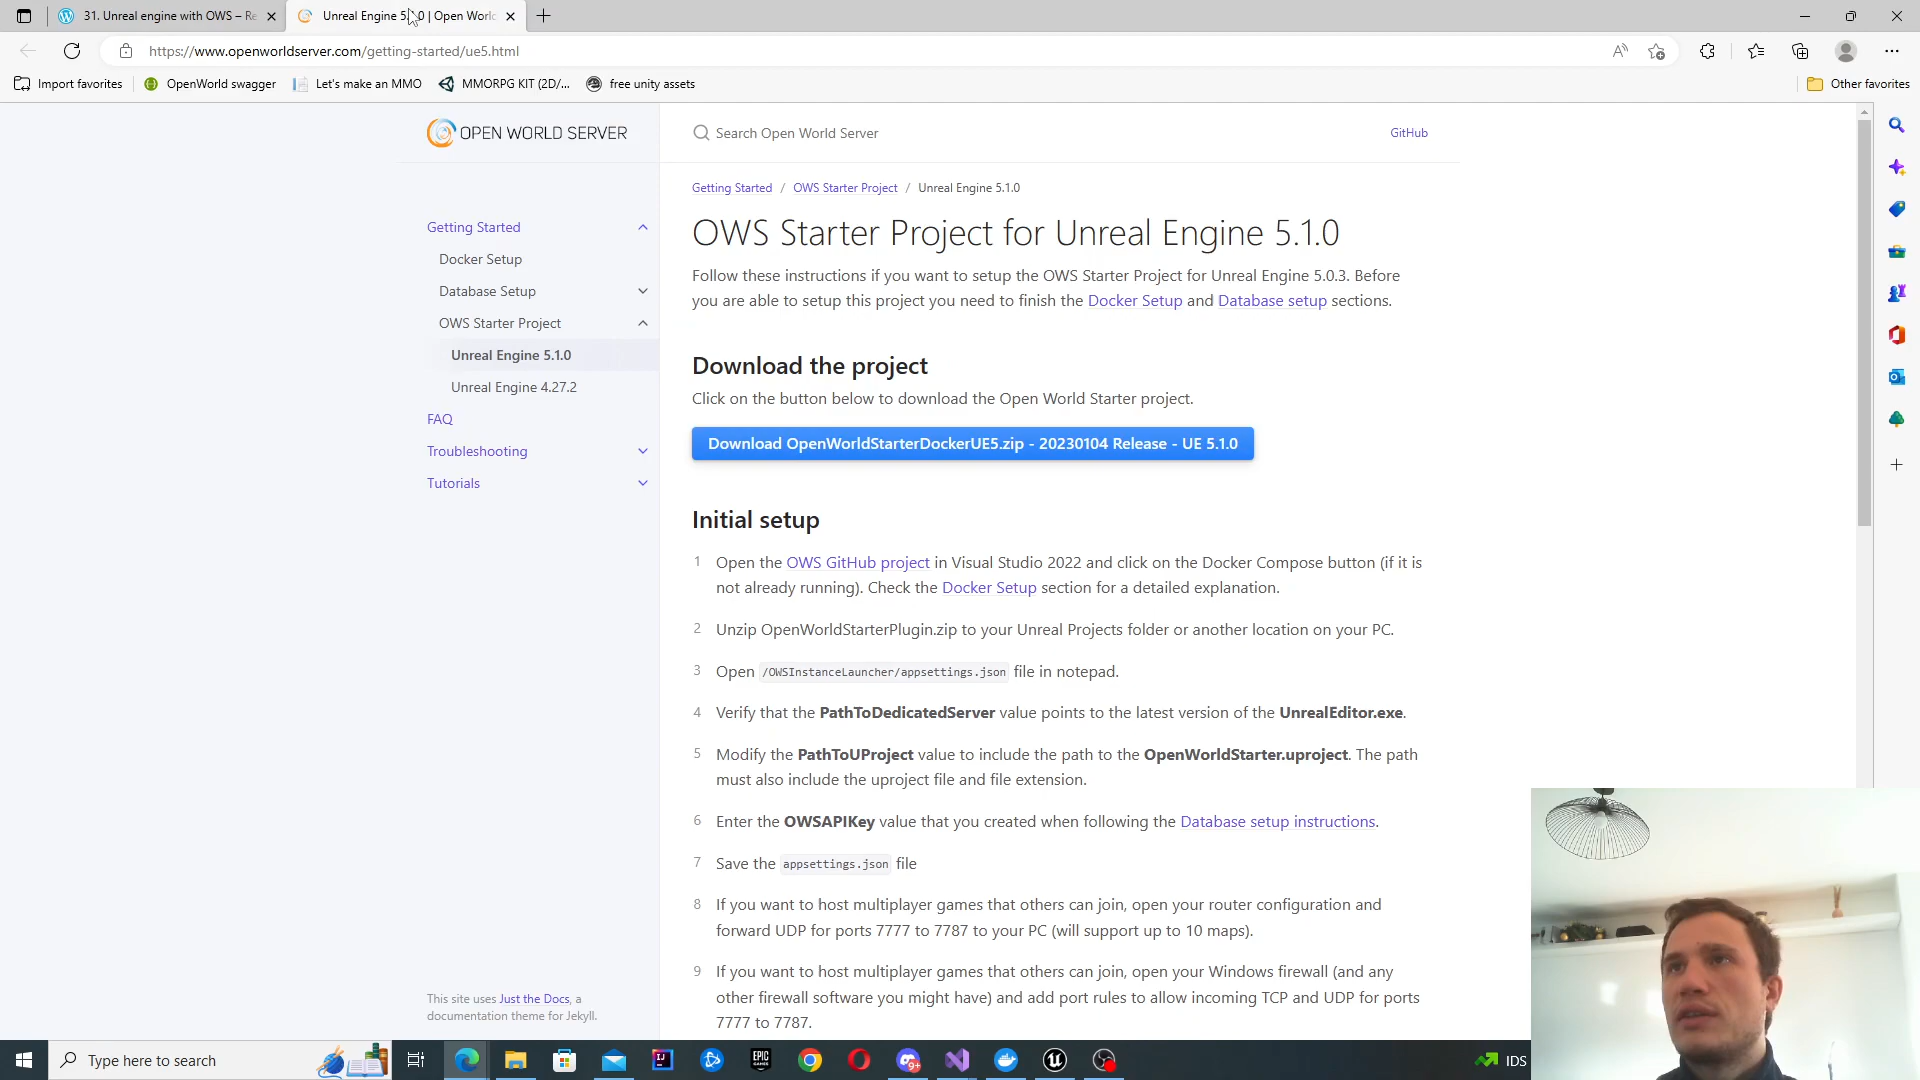 31. Unreal engine with OWS – Re
Unreal Engine 5.1.0 | Open Worl
https://www.openworldserver.com/getting-started/ue5.html
Import favorites
OpenWorld swagger
Let's make an MMO
MMORPG KIT (2D/...
free unity assets
Other favorites
OPEN WORLD SERVER
Search Open World Server
GitHub
Getting Started / OWS Starter Project / Unreal Engine 5.1.0
Getting Started
Docker Setup
Database Setup
OWS Starter Project
Unreal Engine 5.1.0
Unreal Engine 4.27.2
FAQ
Troubleshooting
Tutorials
OWS Starter Project for Unreal Engine 5.1.0
Follow these instructions if you want to setup the OWS Starter Project for Unreal Engine 5.0.3. Before
you are able to setup this project you need to finish the Docker Setup and Database setup sections.
Download the project
Click on the button below to download the Open World Starter project.
Download OpenWorldStarterDockerUE5.zip - 20230104 Release - UE 5.1.0
Initial setup
1 Open the OWS GitHub project in Visual Studio 2022 and click on the Docker Compose button (if it is
not already running). Check the Docker Setup section for a detailed explanation.
2 Unzip OpenWorldStarterPlugin.zip to your Unreal Projects folder or another location on your PC.
3 Open /OWSInstanceLauncher/appsettings.json file in notepad.
4 Verify that the PathToDedicatedServer value points to the latest version of the UnrealEditor.exe.
5 Modify the PathToUProject value to include the path to the OpenWorldStarter.uproject. The path
must also include the uproject file and file extension.
6 Enter the OWSAPIKey value that you created when following the Database setup instructions.
7 Save the appsettings.json file
8 If you want to host multiplayer games that others can join, open your router configuration and
forward UDP for ports 7777 to 7787 to your PC (will support up to 10 maps).
9 If you want to host multiplayer games that others can join, open your Windows firewall (and any
other firewall software you might have) and add port rules to allow incoming TCP and UDP for ports
7777 to 7787.
This site uses Just the Docs, a
documentation theme for Jekyll.
Type here to search
IJ
EPIC
GAMES
9+
IDS